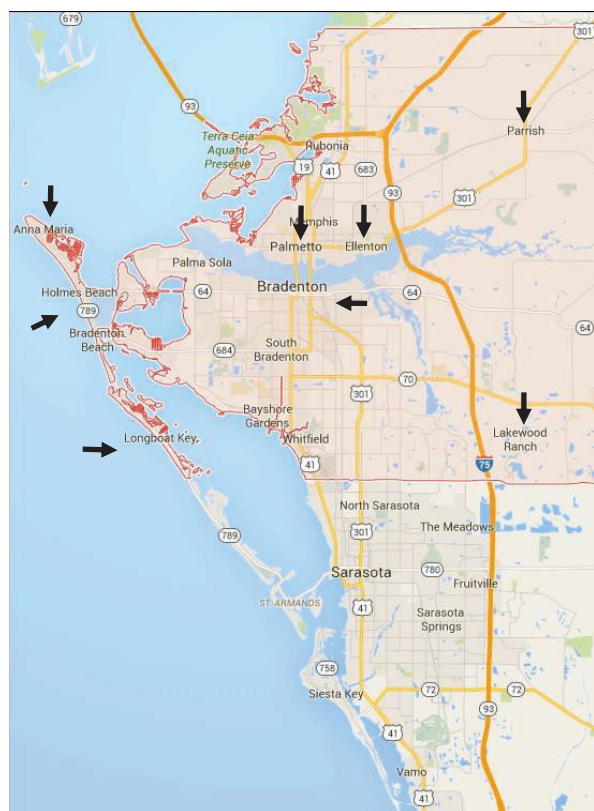 679
301
93
301
Parrish
Terra Ceia
Aquatic
Preserve
Rubonia
19
41
683
93
301
Anna Maria
Memphis
Palmetto
Ellenton
Palma Sola
Bradenton
Holmes Beach
64
64
64
789
Bradenton
Beach
684
South
Bradenton
70
301
Bayshore
Gardens
Longboat Key
Whitfield
Lakewood
Ranch
41
75
North Sarasota
The Meadows
789
301
Sarasota
780
Fruitville
ST ARMANDS
41
Sarasota
Springs
758
Siesta Key
72
72
93
41
Vamo
41